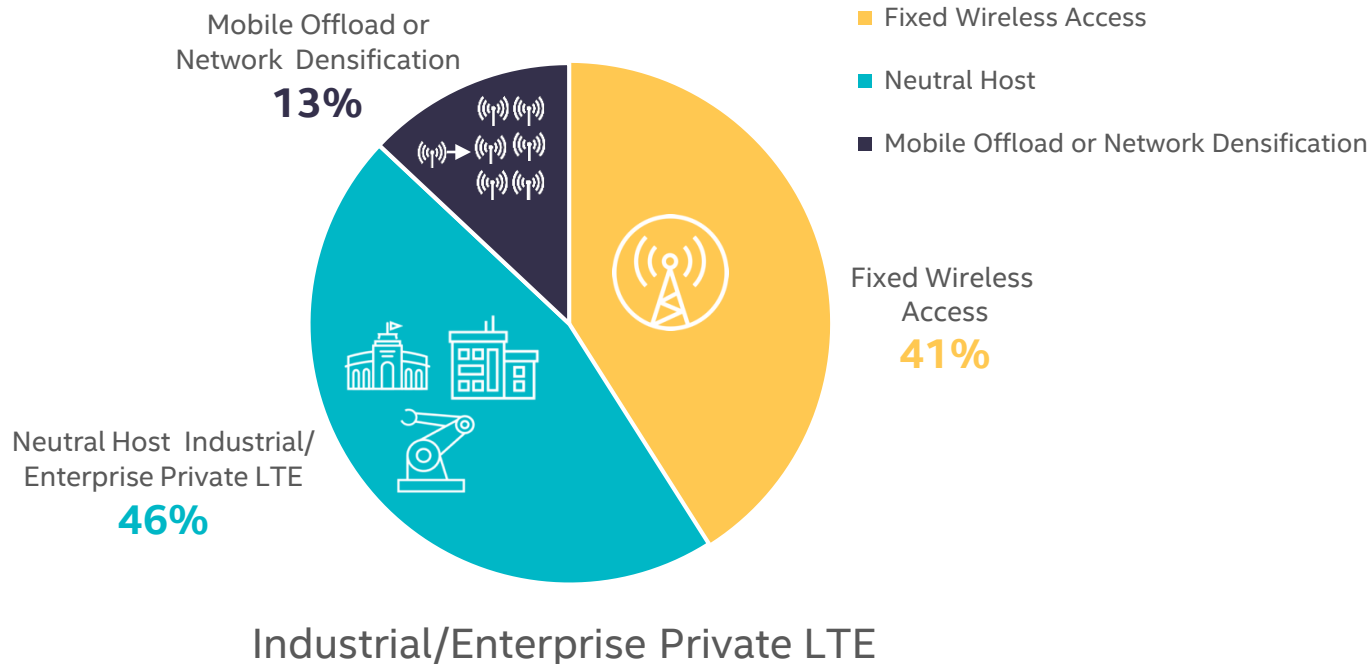 Mobile Offload or
Network Densification
13%
Fixed Wireless Access
Neutral Host
Mobile Offload or Network Densification
Fixed Wireless
Access
41%
Neutral Host Industrial/
Enterprise Private LTE
46%
Industrial/Enterprise Private LTE